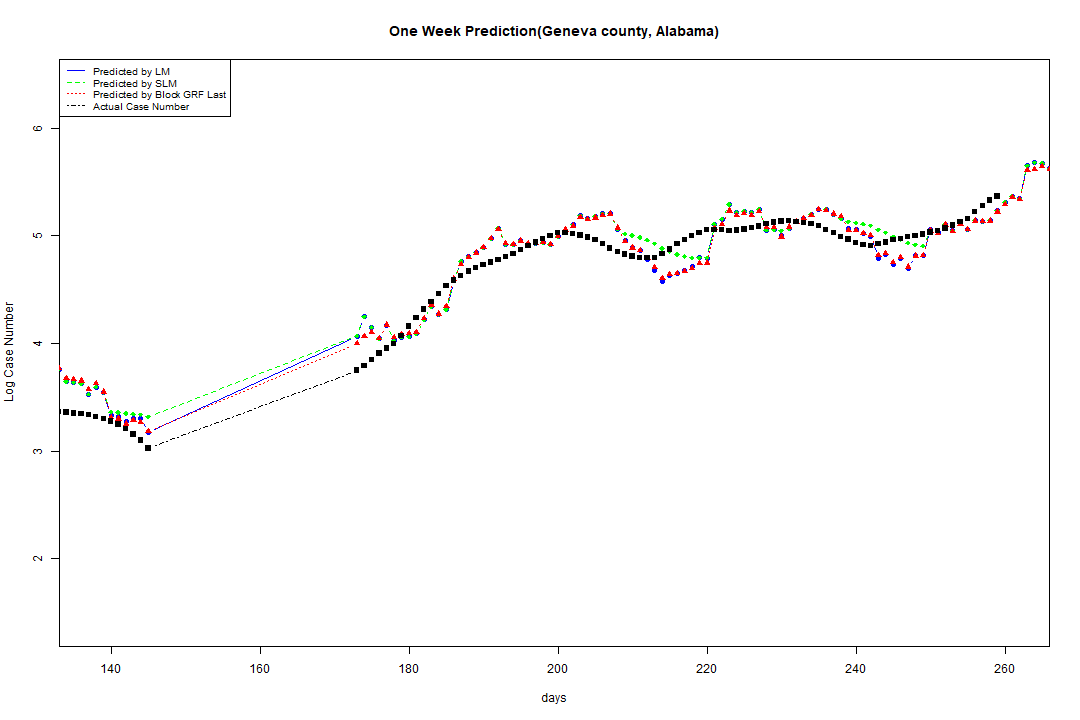 One Week Prediction(Geneva county, Alabama)
Predicted by LM
Predicted by SLM
Predicted by Block GRF Last
Actual Case Number
6
5
4
3
2
Log Case Number
140 160 180 200 220 240 260
days